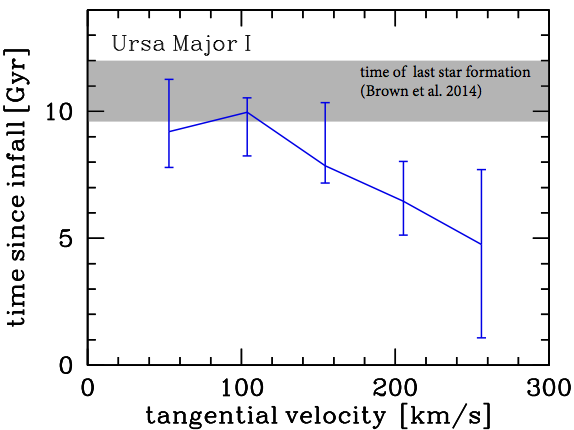 Ursa Major I
time of last star formation
(Brown et al. 2014)
time since infall [Gyr]
10
5
0
0
100
200
300
tangential velocity [km/s]